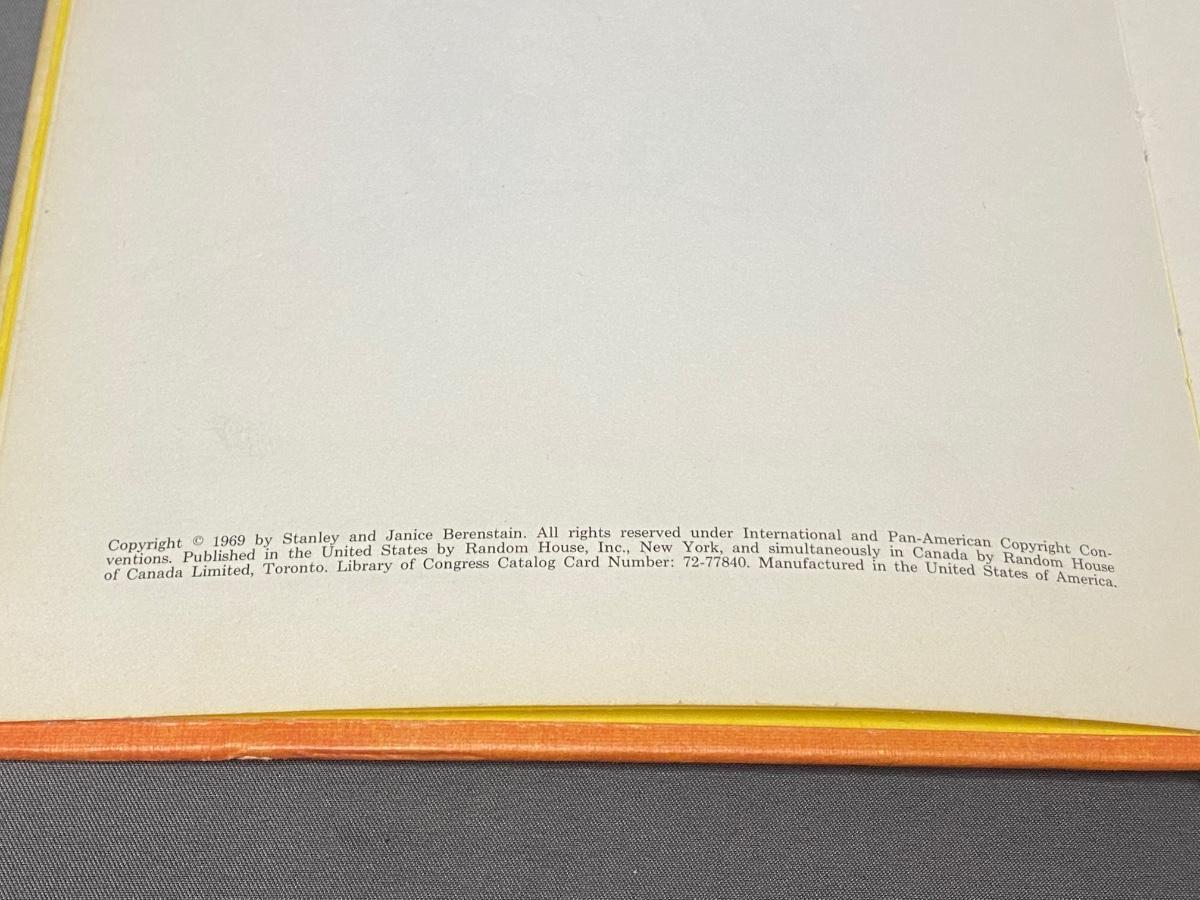 Copyright © 1969 by Stanley and Janice Berenstain. All rights reserved under International and Pan-American Copyright Con-
ventions. Published in the United States by Random House, Inc., New York, and simultaneously in Canada by Random House
of Canada Limited, Toronto. Library of Congress Catalog Card Number: 72-77840. Manufactured in the United States of America.